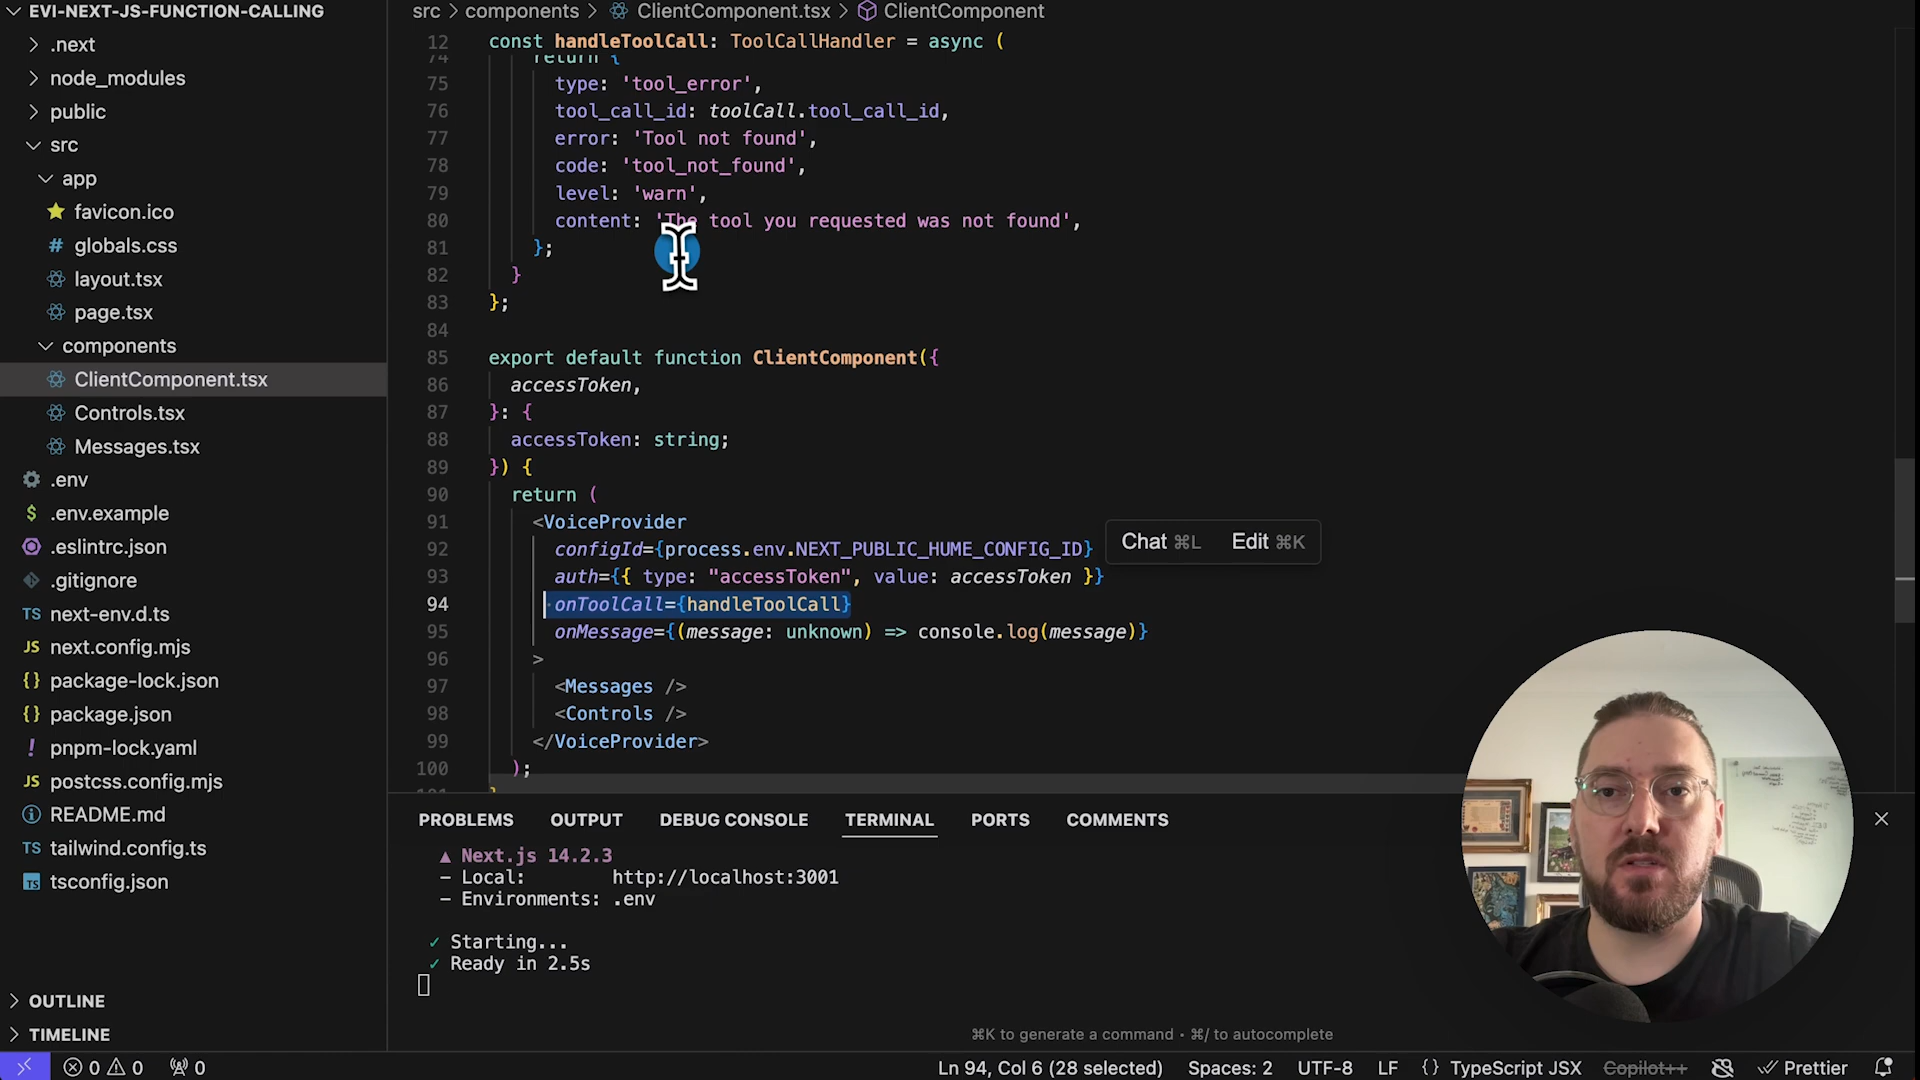 EVI-NEXT-JS-FUNCTION-CALLING
.next
node_modules
public
src
app
favicon.ico
# globals.css
layout.tsx
page.tsx
components
ClientComponent.tsx
Controls.tsx
Messages.tsx
.env
$ .env.example
.eslintrc.json
.gitignore
TS next-env.d.ts
JS next.config.mjs
{} package-lock.json
{} package.json
! pnpm-lock.yaml
JS postcss.config.mjs
README.md
TS tailwind.config.ts
TS tsconfig.json
OUTLINE
TIMELINE
src > components > ClientComponent.tsx > ClientComponent
12 const handleToolCall: ToolCallHandler = async (
74 return {
75 type: 'tool_error',
76 tool_call_id: toolCall.tool_call_id,
77 error: 'Tool not found',
78 code: 'tool_not_found',
79 level: 'warn',
80 content: 'The tool you requested was not found',
81 };
82 }
83 };
84
85 export default function ClientComponent({
86 accessToken,
87 }: {
88 accessToken: string;
89 }) {
90 return (
91 <VoiceProvider
92 configId={process.env.NEXT_PUBLIC_HUME_CONFIG_ID}
93 auth={{ type: "accessToken", value: accessToken }}
94 onToolCall={handleToolCall}
95 onMessage={(message: unknown) => console.log(message)}
96 >
97 <Messages />
98 <Controls />
99 </VoiceProvider>
100 );
Chat ⌘L Edit ⌘K
PROBLEMS OUTPUT DEBUG CONSOLE TERMINAL PORTS COMMENTS
▲ Next.js 14.2.3
- Local: http://localhost:3001
- Environments: .env
✓ Starting...
✓ Ready in 2.5s
⌘K to generate a command · ⌘/ to autocomplete
0 0 0 Ln 94, Col 6 (28 selected) Spaces: 2 UTF-8 LF {} TypeScript JSX Copilot++ Prettier